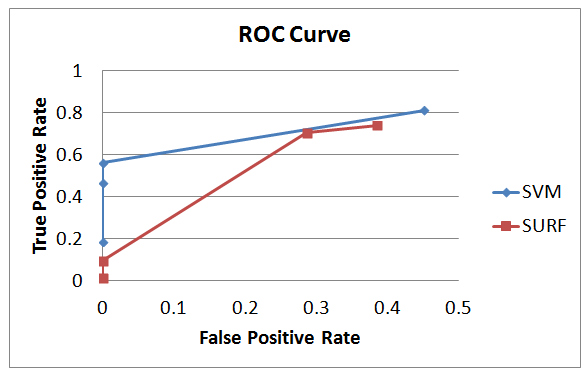 ROC Curve
True Positive Rate
1
0.8
0.6
0.4
0.2
0
0 0.1 0.2 0.3 0.4 0.5
False Positive Rate
SVM
SURF